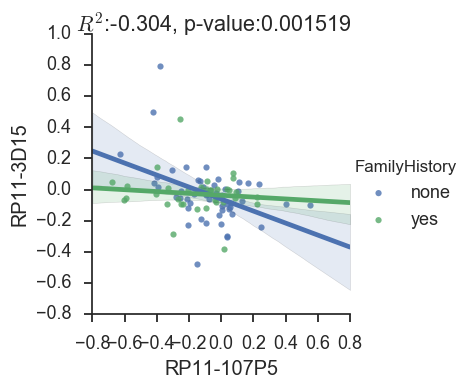 R²:-0.304, p-value:0.001519
1.0
0.8
0.6
0.4
0.2
0.0
−0.2
−0.4
−0.6
−0.8
RP11-3D15
FamilyHistory
none
yes
−0.8−0.6−0.4−0.2 0.0 0.2 0.4 0.6 0.8
RP11-107P5